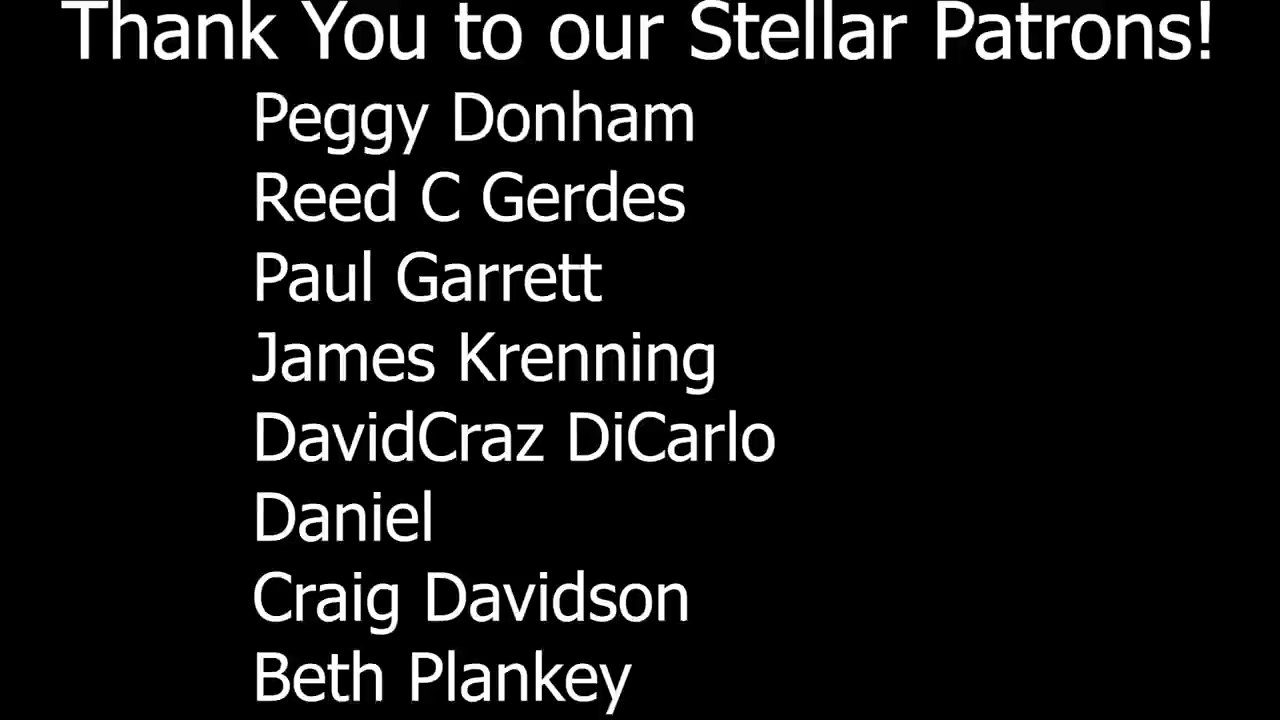 Thank You to our Stellar Patrons!
Peggy Donham
Reed C Gerdes
Paul Garrett
James Krenning
DavidCraz DiCarlo
Daniel
Craig Davidson
Beth Plankey